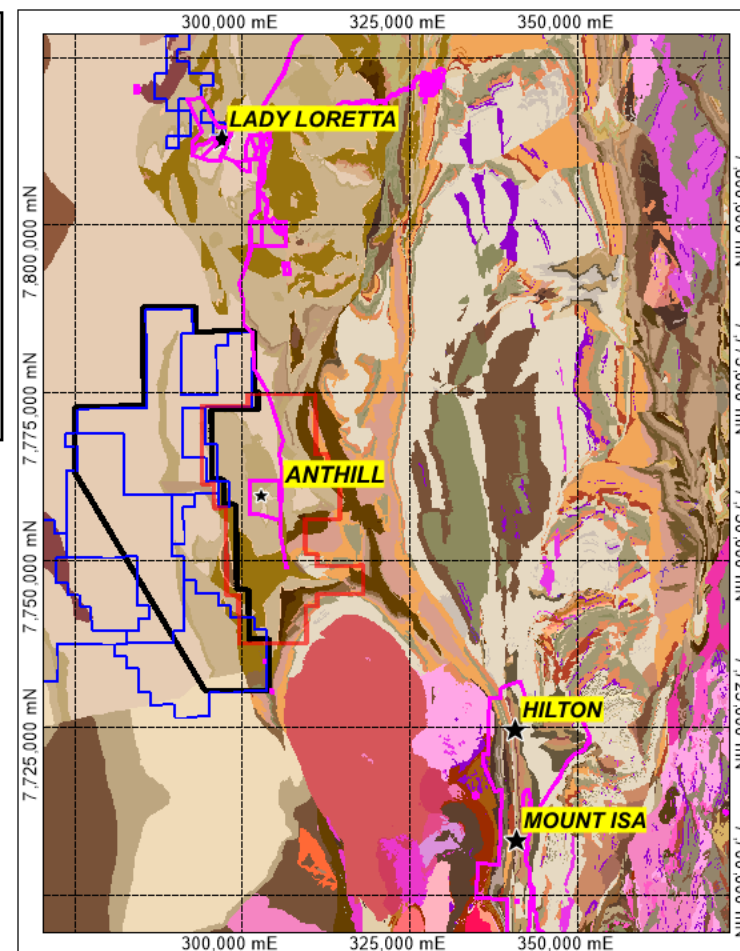 300,000 mE 325,000 mE 350,000 mE
LADY LORETTA
7,800,000 mN
7,775,000 mN
ANTHILL
7,750,000 mN
HILTON
7,725,000 mN
MOUNT ISA
300,000 mE 325,000 mE 350,000 mE